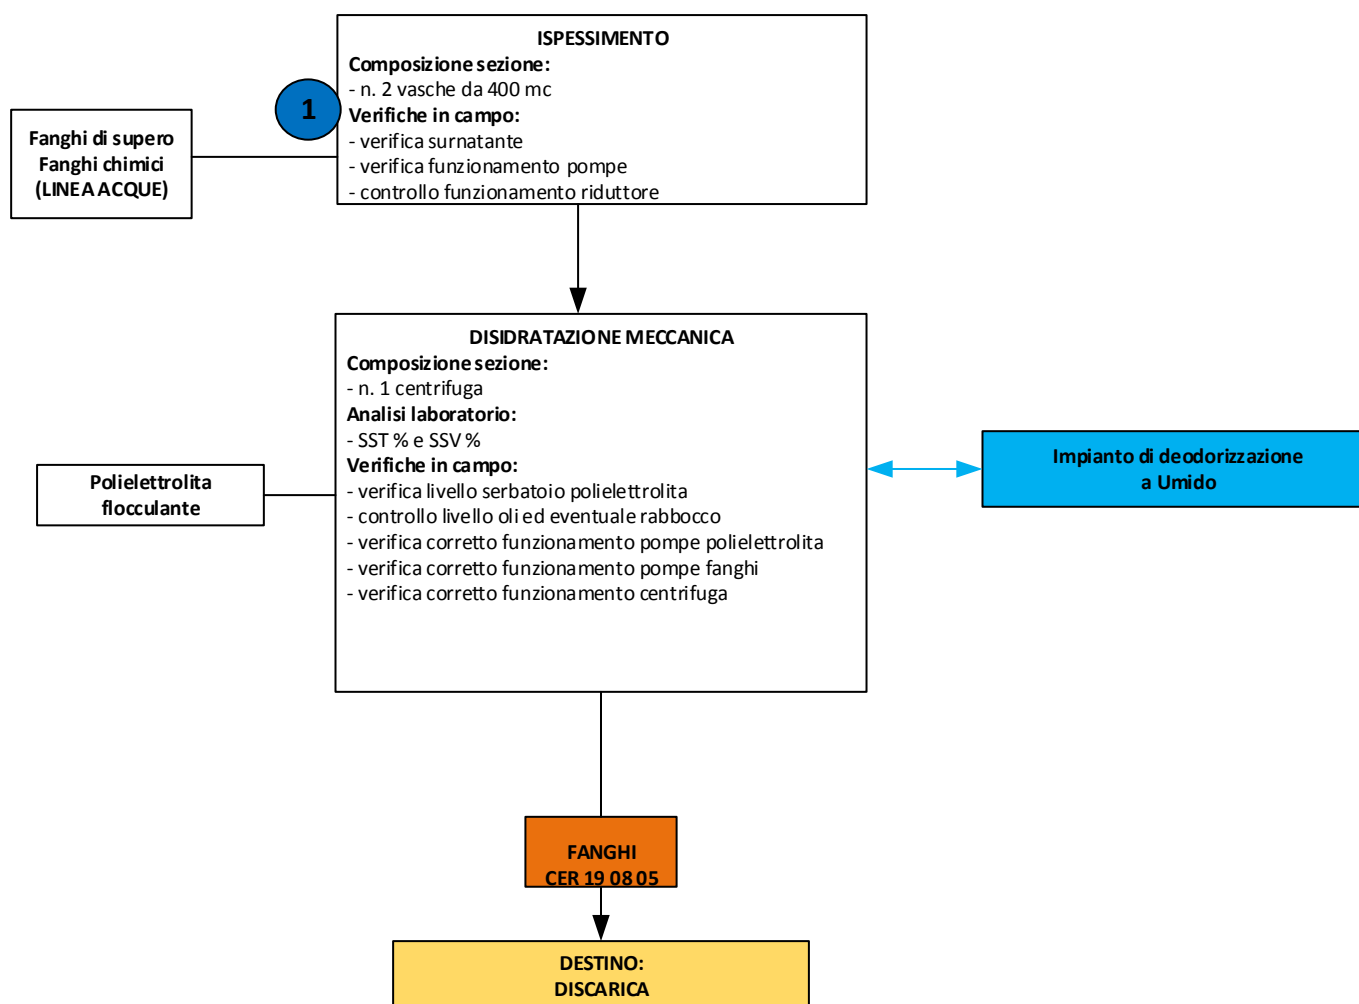 ISPESSIMENTO
Composizione sezione:
- n. 2 vasche da 400 mc
Verifiche in campo:
- verifica surnatante
- verifica funzionamento pompe
- controllo funzionamento riduttore
1
Fanghi di supero
Fanghi chimici
(LINEA ACQUE)
DISIDRATAZIONE MECCANICA
Composizione sezione:
- n. 1 centrifuga
Analisi laboratorio:
- SST % e SSV %
Verifiche in campo:
- verifica livello serbatoio polielettrolita
- controllo livello oli ed eventuale rabbocco
- verifica corretto funzionamento pompe polielettrolita
- verifica corretto funzionamento pompe fanghi
- verifica corretto funzionamento centrifuga
Polielettrolita
flocculante
Impianto di deodorizzazione
a Umido
FANGHI
CER 19 08 05
DESTINO:
DISCARICA